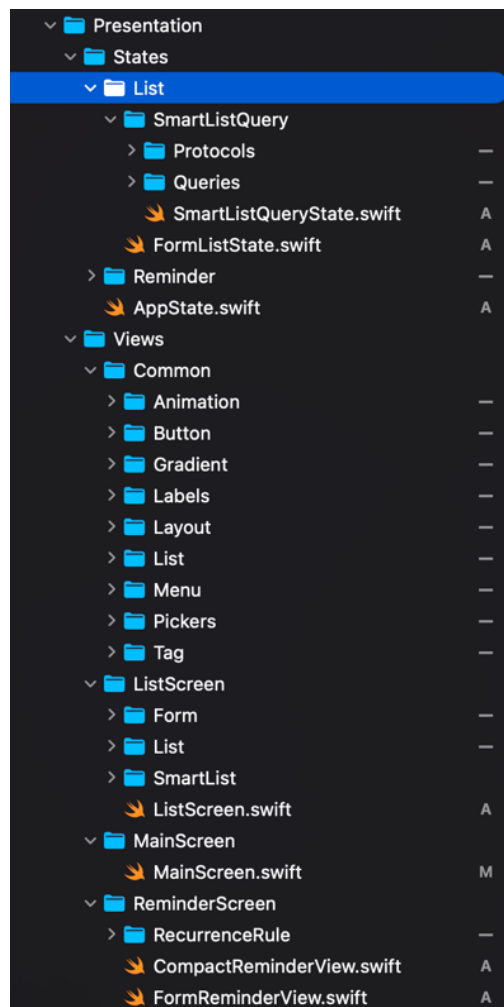 Presentation
States
List
SmartListQuery
Protocols
Queries
SmartListQueryState.swift A
FormListState.swift A
Reminder
AppState.swift A
Views
Common
Animation
Button
Gradient
Labels
Layout
List
Menu
Pickers
Tag
ListScreen
Form
List
SmartList
ListScreen.swift A
MainScreen
MainScreen.swift M
ReminderScreen
RecurrenceRule
CompactReminderView.swift A
FormReminderView.swift A